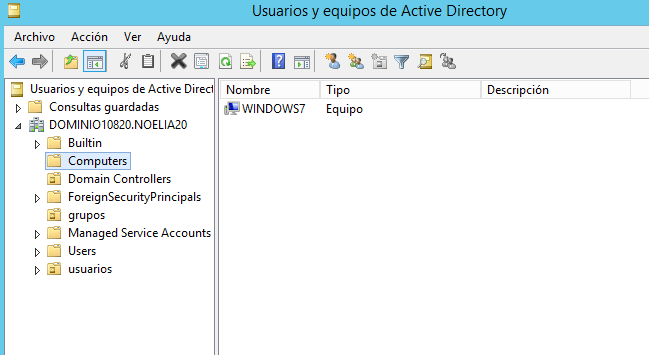 Usuarios y equipos de Active Directory
Archivo Acción Ver Ayuda
Usuarios y equipos de Active Direct
Consultas guardadas
DOMINIO10820.NOELIA20
Builtin
Computers
Domain Controllers
ForeignSecurityPrincipals
grupos
Managed Service Accounts
Users
usuarios
Nombre Tipo Descripción
WINDOWS7 Equipo